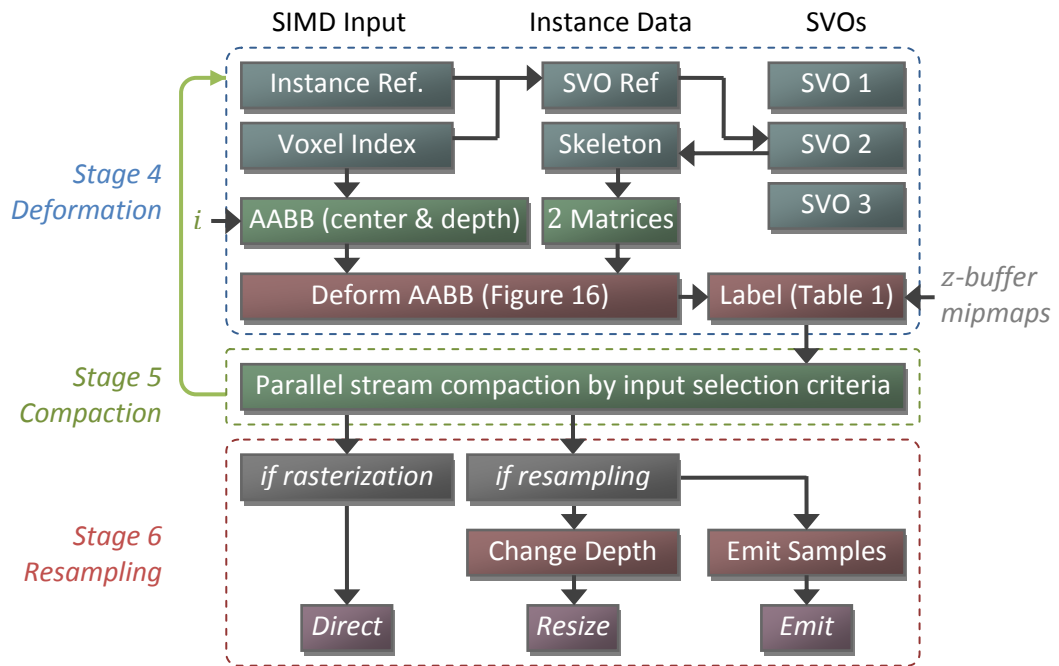 SIMD Input
Instance Data
SVOs
Instance Ref.
SVO Ref
SVO 1
Voxel Index
Skeleton
SVO 2
Stage 4
Deformation
SVO 3
i
AABB (center & depth)
2 Matrices
Deform AABB (Figure 16)
Label (Table 1)
z-buffer
mipmaps
Stage 5
Compaction
Parallel stream compaction by input selection criteria
if rasterization
if resampling
Stage 6
Resampling
Change Depth
Emit Samples
Direct
Resize
Emit